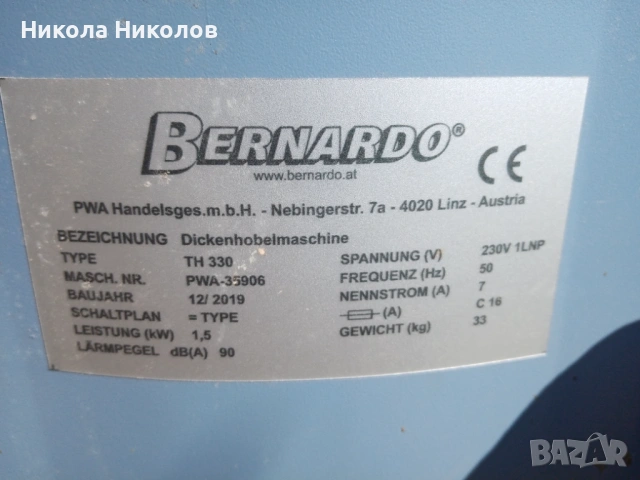 Никола Николов
BERNARDO®
www.bernardo.at
CE
PWA Handelsges.m.b.H. - Nebingerstr. 7a - 4020 Linz - Austria
BEZEICHNUNG Dickenhobelmaschine
TYPE TH 330
MASCH. NR. PWA-35906
BAUJAHR 12/ 2019
SCHALTPLAN = TYPE
LEISTUNG (kW) 1,5
LÄRMPEGEL dB(A) 90
SPANNUNG (V) 230V 1LNP
FREQUENZ (Hz) 50
NENNSTROM (A) 7
(A) C 16
GEWICHT (kg) 33
BAZAR